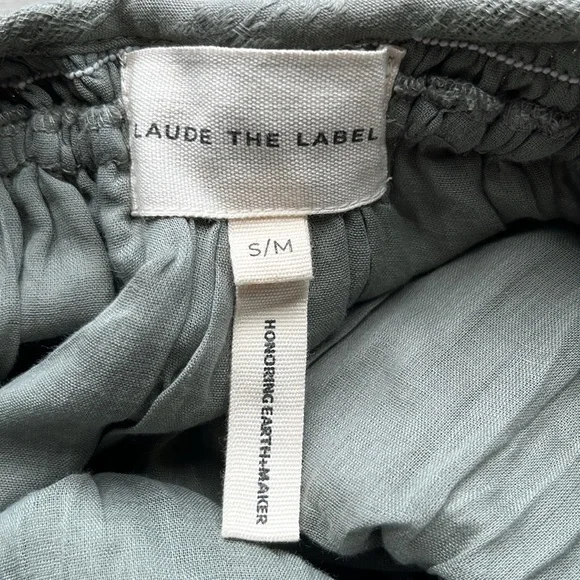 LAUDE THE LABEL
S/M
HONORING EARTH+MAKER